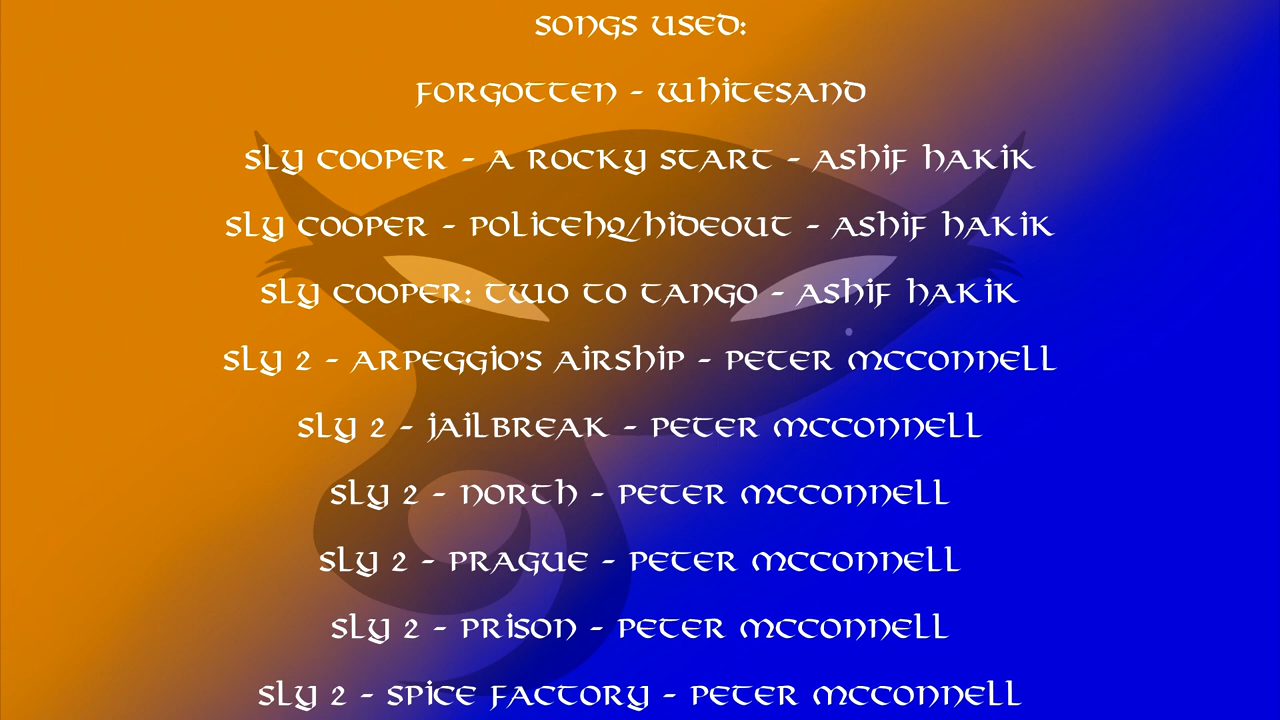 SONGS USED:
FORGOTTEN - WHITESAND
SLY COOPER - A ROCKY START - ASHIF HAKIK
SLY COOPER - POLICEHQ/HIDEOUT - ASHIF HAKIK
SLY COOPER: TWO TO TANGO - ASHIF HAKIK
SLY 2 - ARPEGGIO'S AIRSHIP - PETER MCCONNELL
SLY 2 - JAILBREAK - PETER MCCONNELL
SLY 2 - NORTH - PETER MCCONNELL
SLY 2 - PRAGUE - PETER MCCONNELL
SLY 2 - PRISON - PETER MCCONNELL
SLY 2 - SPICE FACTORY - PETER MCCONNELL